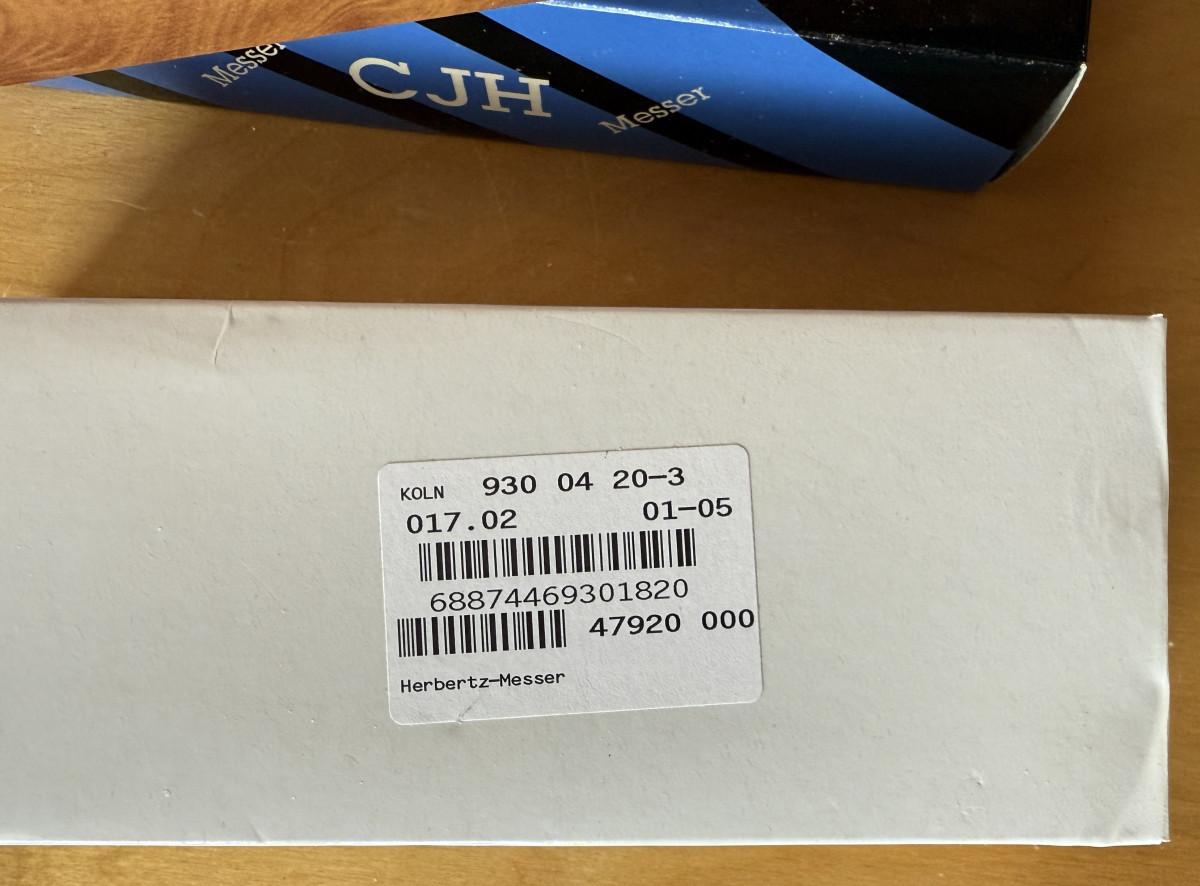 Messer
CJH
Messer
KOLN 930 04 20-3
017.02 01-05
68874469301820
47920 000
Herbertz-Messer